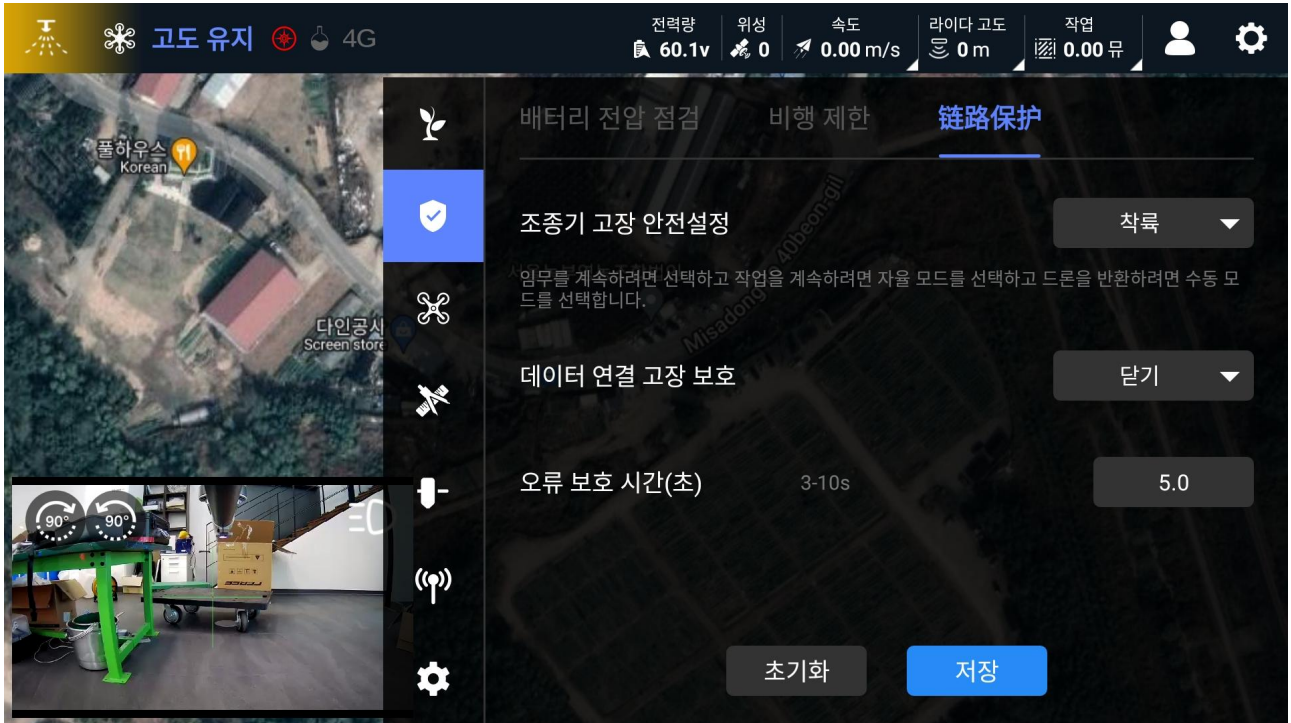 고도 유지
4G
전력량
60.1v
위성
0
속도
0.00 m/s
라이다 고도
0 m
작업
0.00 무
풀하우스
Korean
다인공사
Screen store
배터리 전압 점검
비행 제한
链路保护
조종기 고장 안전설정
착륙
임무를 계속하려면 선택하고 작업을 계속하려면 자율 모드를 선택하고 드론을 반환하려면 수동 모
드를 선택합니다.
40beon-gil
Misadong
데이터 연결 고장 보호
닫기
오류 보호 시간(초)
3-10s
5.0
90°
90°
초기화
저장